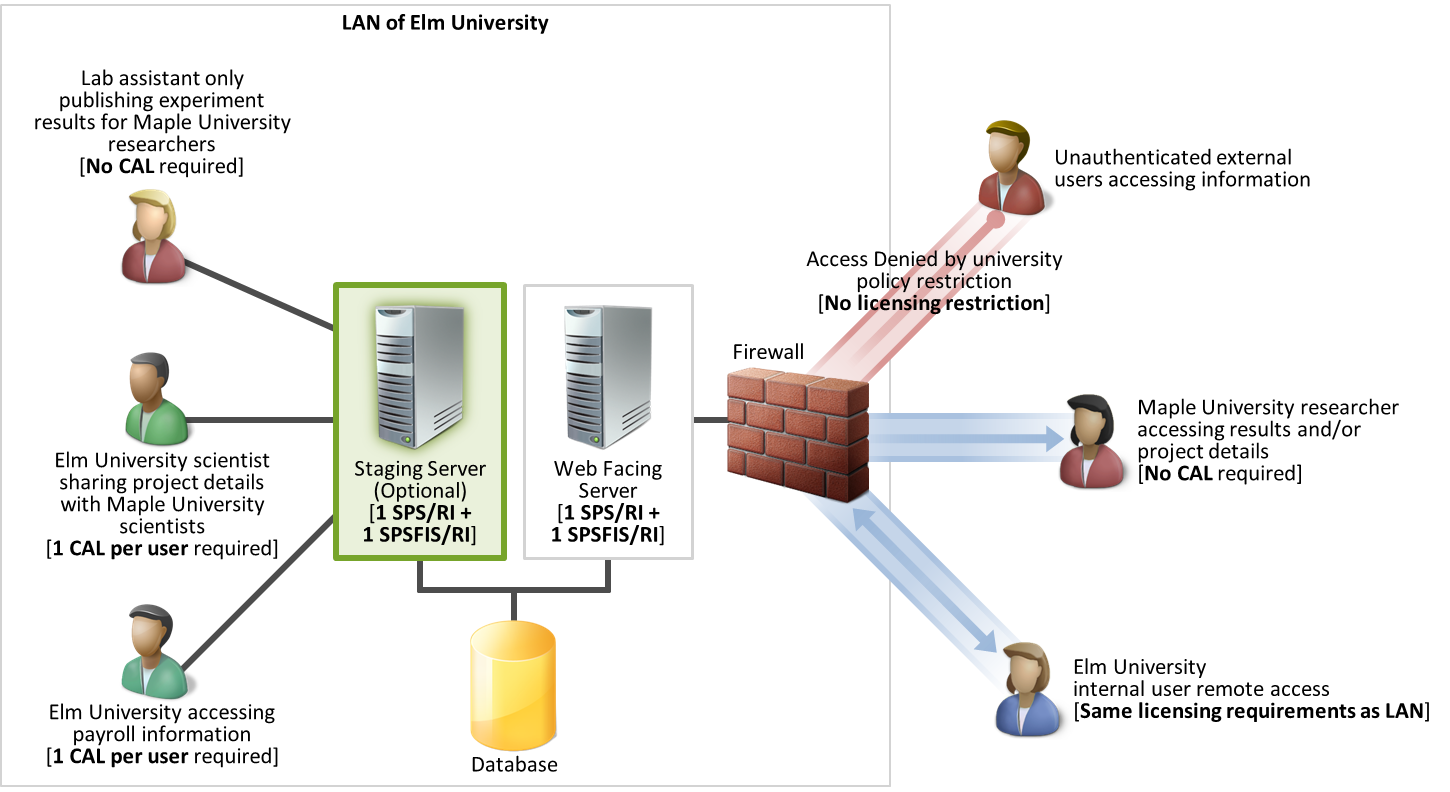 LAN of Elm University
Lab assistant only
publishing experiment
results for Maple University
researchers
[No CAL required]
Elm University scientist
sharing project details
with Maple University
scientists
[1 CAL per user required]
Elm University accessing
payroll information
[1 CAL per user required]
Staging Server
(Optional)
[1 SPS/RI +
1 SPSFIS/RI]
Web Facing
Server
[1 SPS/RI +
1 SPSFIS/RI]
Database
Firewall
Access Denied by university
policy restriction
[No licensing restriction]
Unauthenticated external
users accessing information
Maple University researcher
accessing results and/or
project details
[No CAL required]
Elm University
internal user remote access
[Same licensing requirements as LAN]